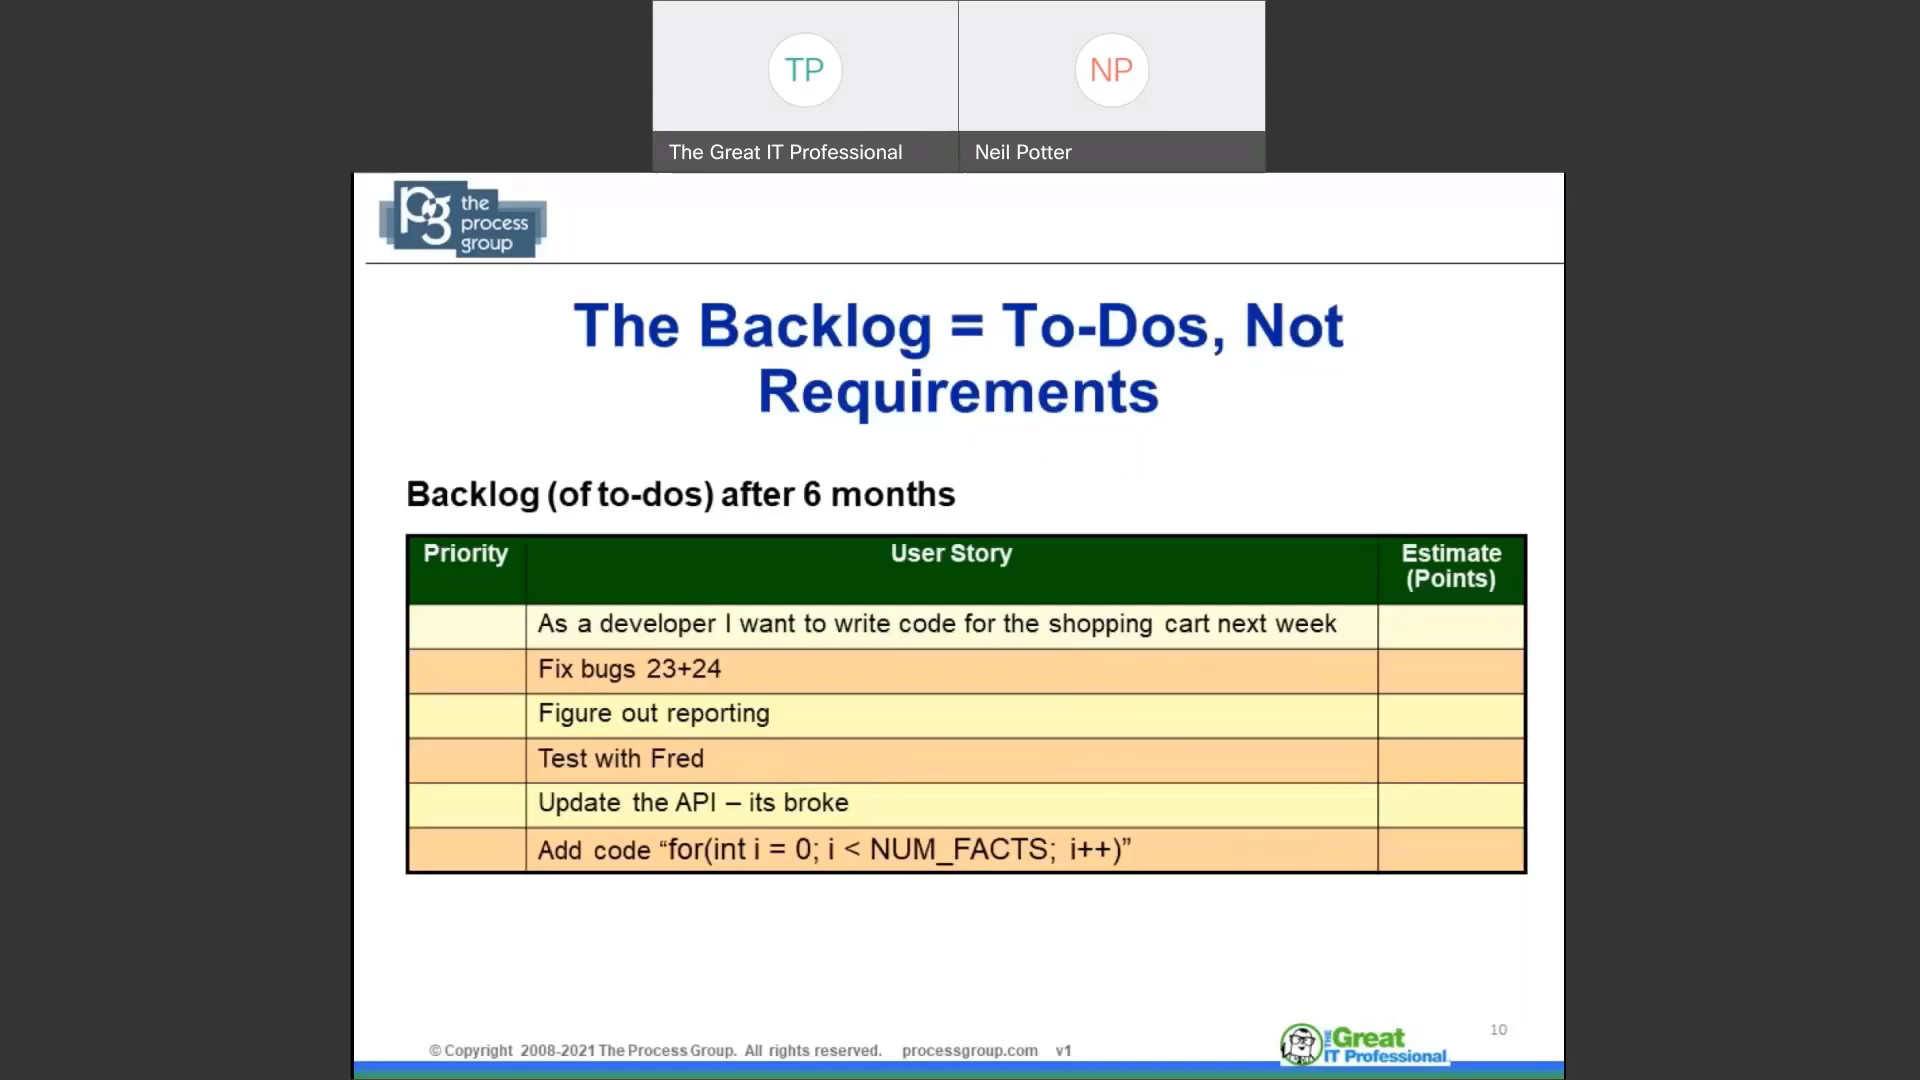 TP
NP
The Great IT Professional
Neil Potter
pg
the
process
group
The Backlog = To-Dos, Not
Requirements
Backlog (of to-dos) after 6 months
Priority
User Story
Estimate
(Points)
As a developer I want to write code for the shopping cart next week
Fix bugs 23+24
Figure out reporting
Test with Fred
Update the API – its broke
Add code “for(int i = 0; i < NUM_FACTS; i++)”
© Copyright 2008-2021 The Process Group. All rights reserved. processgroup.com v1
THE Great
IT Professional
10